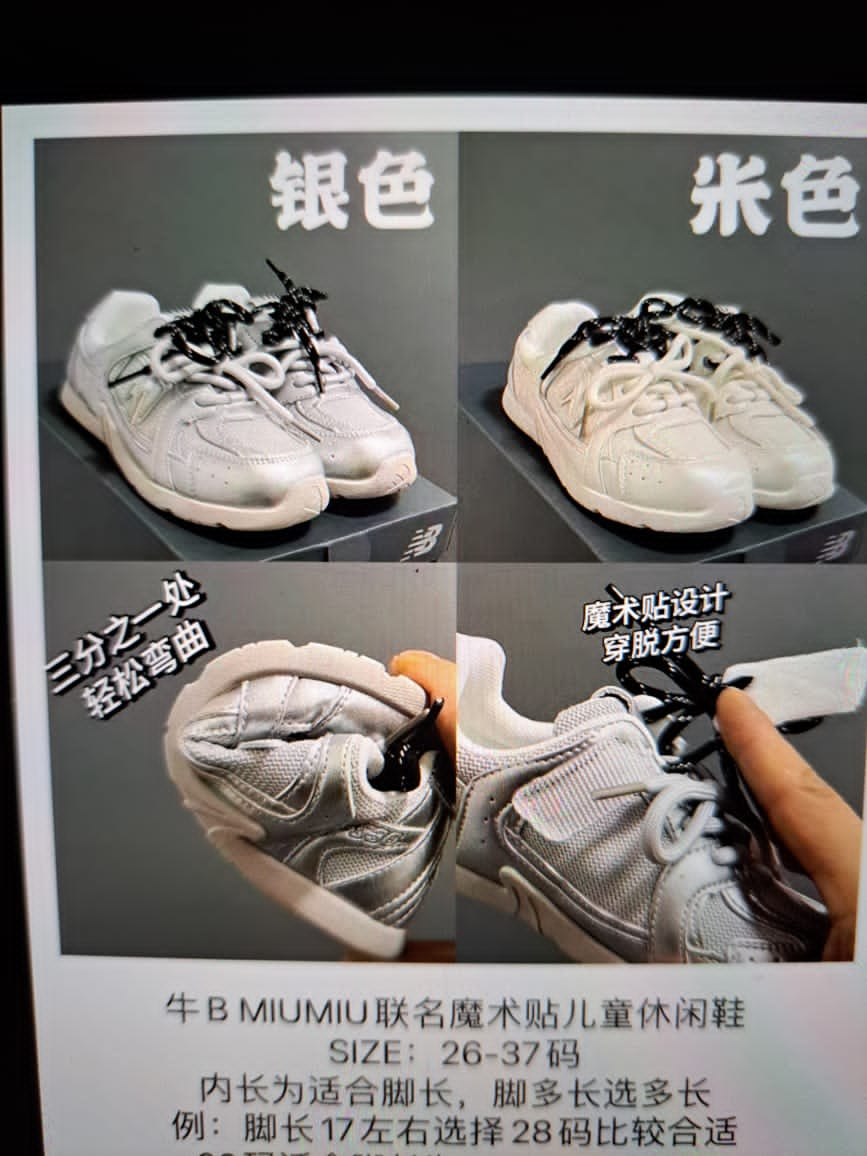 银色
米色
NB
NB
三分之一处
轻松弯曲
魔术贴设计
穿脱方便
牛B MIUMIU联名魔术贴儿童休闲鞋
SIZE：26-37码
内长为适合脚长，脚多长选多长
例：脚长17左右选择28码比较合适